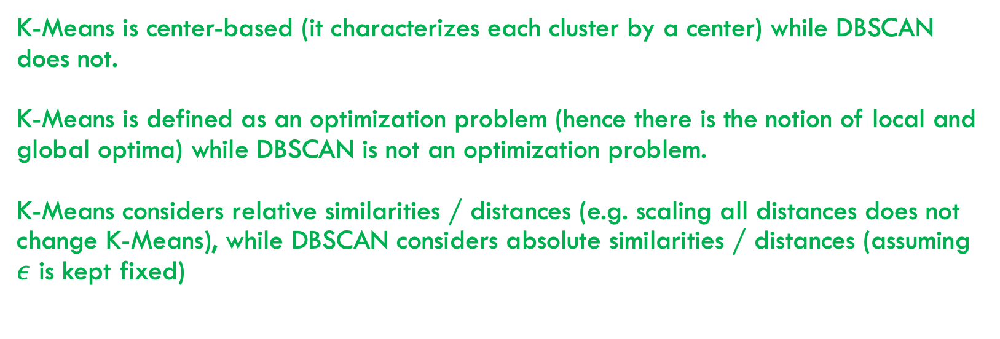 K-Means is center-based (it characterizes each cluster by a center) while DBSCAN
does not.
K-Means is defined as an optimization problem (hence there is the notion of local and
global optima) while DBSCAN is not an optimization problem.
K-Means considers relative similarities / distances (e.g. scaling all distances does not
change K-Means), while DBSCAN considers absolute similarities / distances (assuming
ϵ is kept fixed)